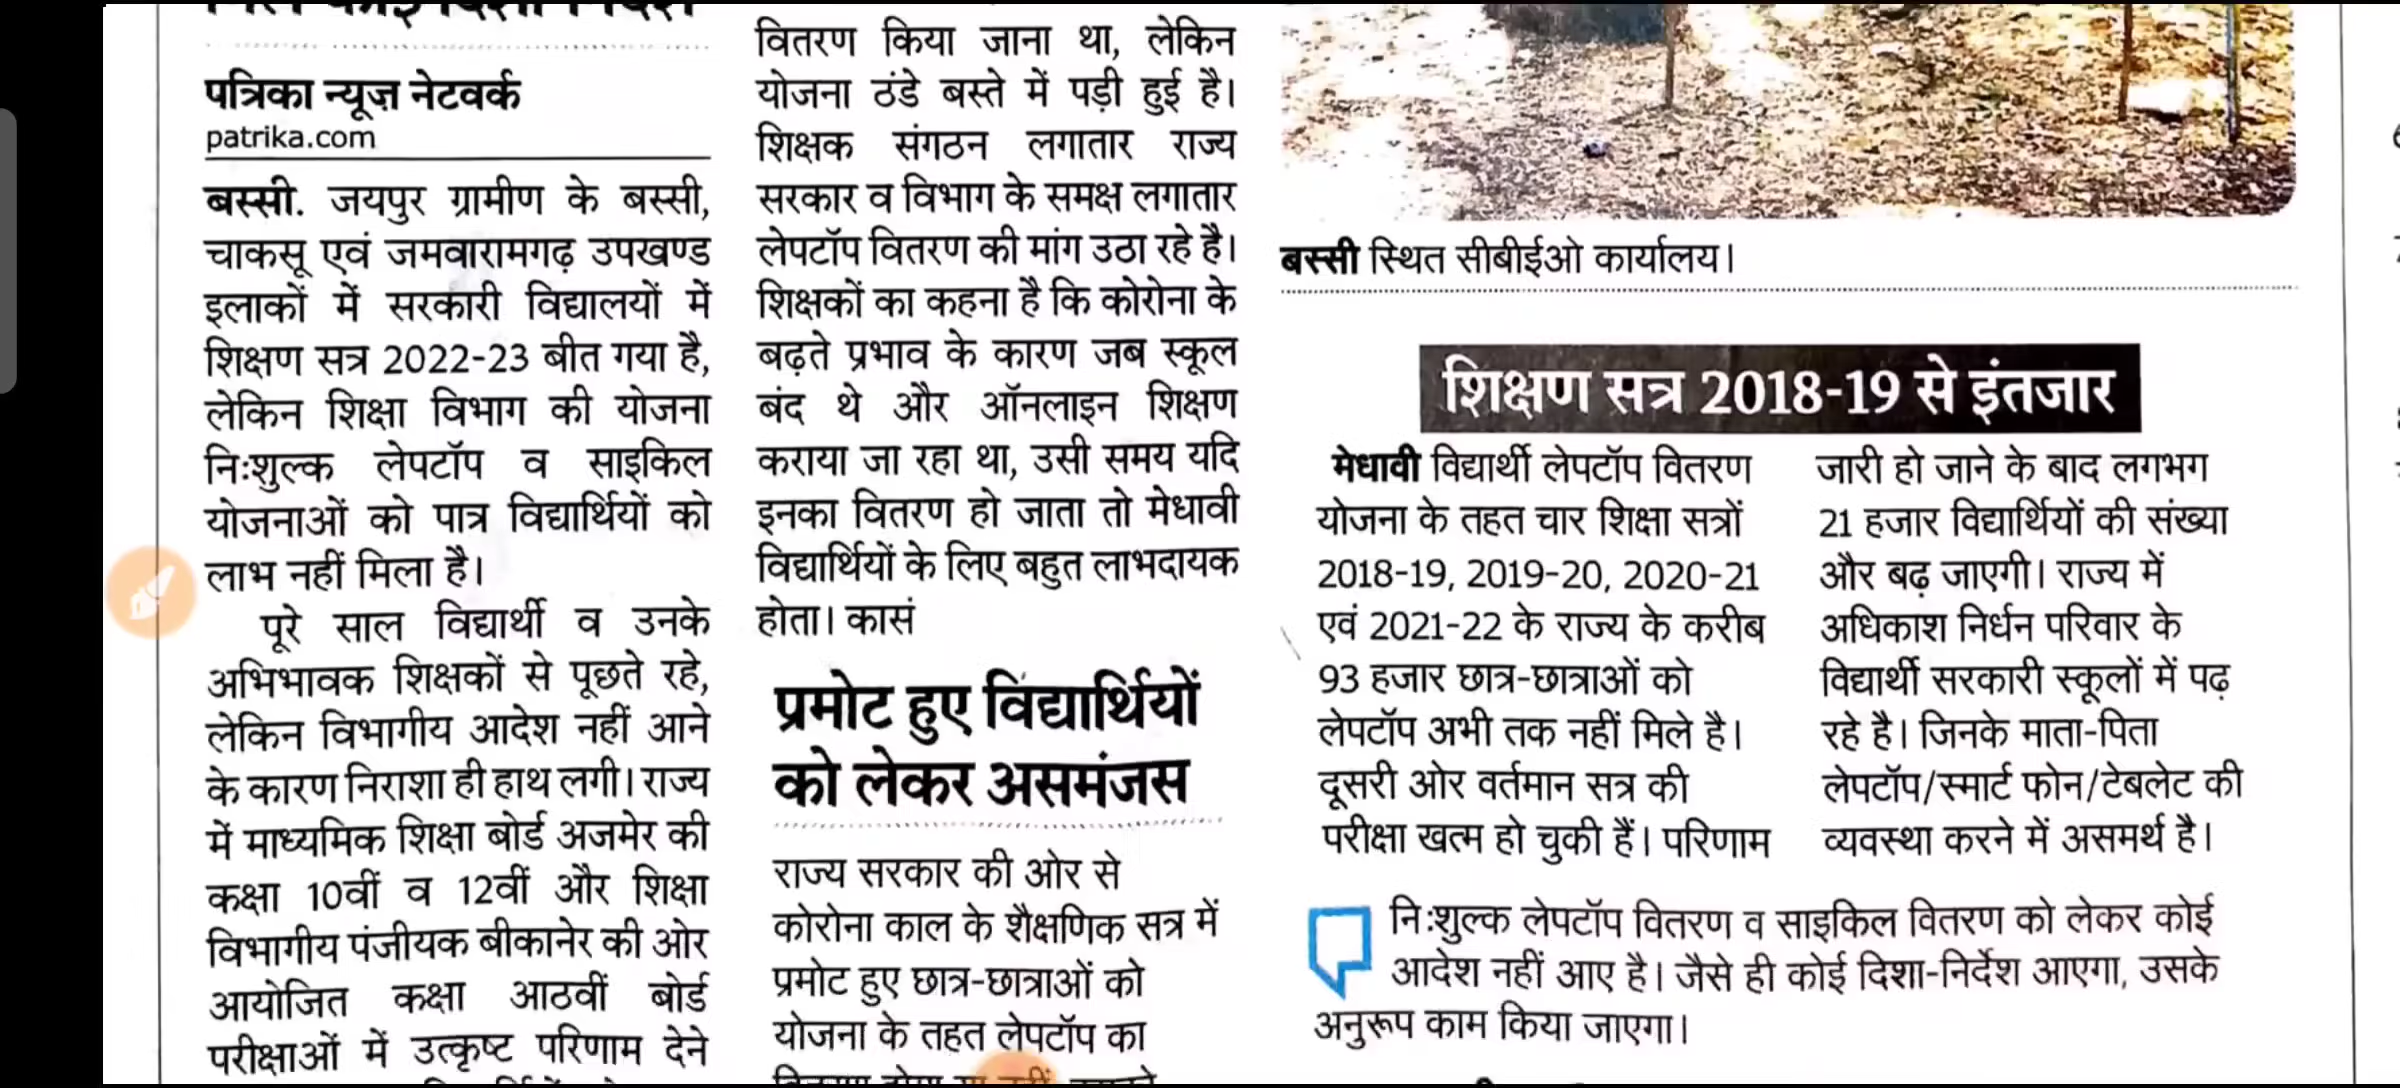 पत्रिका न्यूज़ नेटवर्क
patrika.com
बस्सी. जयपुर ग्रामीण के बस्सी,
चाकसू एवं जमवारामगढ़ उपखण्ड
इलाकों में सरकारी विद्यालयों में
शिक्षण सत्र 2022-23 बीत गया है,
लेकिन शिक्षा विभाग की योजना
निःशुल्क लेपटॉप व साइकिल
योजनाओं को पात्र विद्यार्थियों को
लाभ नहीं मिला है।
पूरे साल विद्यार्थी व उनके
अभिभावक शिक्षकों से पूछते रहे,
लेकिन विभागीय आदेश नहीं आने
के कारण निराशा ही हाथ लगी। राज्य
में माध्यमिक शिक्षा बोर्ड अजमेर की
कक्षा 10वीं व 12वीं और शिक्षा
विभागीय पंजीयक बीकानेर की ओर
आयोजित कक्षा आठवीं बोर्ड
परीक्षाओं में उत्कृष्ट परिणाम देने
वितरण किया जाना था, लेकिन
योजना ठंडे बस्ते में पड़ी हुई है।
शिक्षक संगठन लगातार राज्य
सरकार व विभाग के समक्ष लगातार
लेपटॉप वितरण की मांग उठा रहे है।
शिक्षकों का कहना है कि कोरोना के
बढ़ते प्रभाव के कारण जब स्कूल
बंद थे और ऑनलाइन शिक्षण
कराया जा रहा था, उसी समय यदि
इनका वितरण हो जाता तो मेधावी
विद्यार्थियों के लिए बहुत लाभदायक
होता। कासं
प्रमोट हुए विद्यार्थियों
को लेकर असमंजस
राज्य सरकार की ओर से
कोरोना काल के शैक्षणिक सत्र में
प्रमोट हुए छात्र-छात्राओं को
योजना के तहत लेपटॉप का
बस्सी स्थित सीबीईओ कार्यालय।
शिक्षण सत्र 2018-19 से इंतजार
मेधावी विद्यार्थी लेपटॉप वितरण
योजना के तहत चार शिक्षा सत्रों
2018-19, 2019-20, 2020-21
एवं 2021-22 के राज्य के करीब
93 हजार छात्र-छात्राओं को
लेपटॉप अभी तक नहीं मिले है।
दूसरी ओर वर्तमान सत्र की
परीक्षा खत्म हो चुकी हैं। परिणाम
जारी हो जाने के बाद लगभग
21 हजार विद्यार्थियों की संख्या
और बढ़ जाएगी। राज्य में
अधिकाश निर्धन परिवार के
विद्यार्थी सरकारी स्कूलों में पढ़
रहे है। जिनके माता-पिता
लेपटॉप/स्मार्ट फोन/टेबलेट की
व्यवस्था करने में असमर्थ है।
नि:शुल्क लेपटॉप वितरण व साइकिल वितरण को लेकर कोई
आदेश नहीं आए है। जैसे ही कोई दिशा-निर्देश आएगा, उसके
अनुरूप काम किया जाएगा।